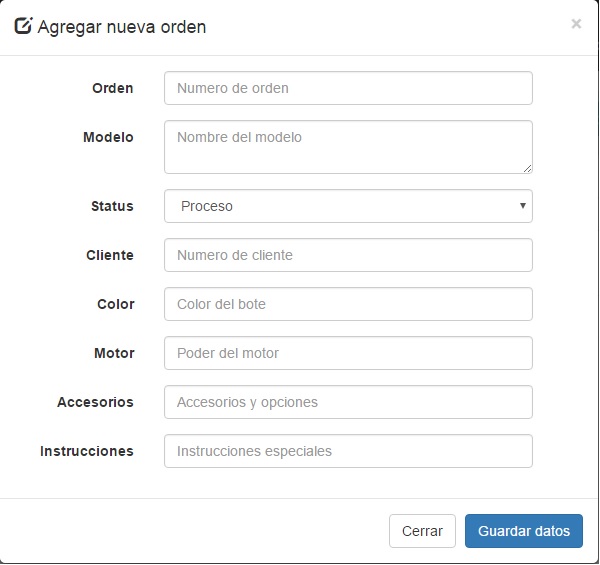 Agregar nueva orden ×
Orden Numero de orden
Modelo Nombre del modelo
Status Proceso
Cliente Numero de cliente
Color Color del bote
Motor Poder del motor
Accesorios Accesorios y opciones
Instrucciones Instrucciones especiales
Cerrar Guardar datos